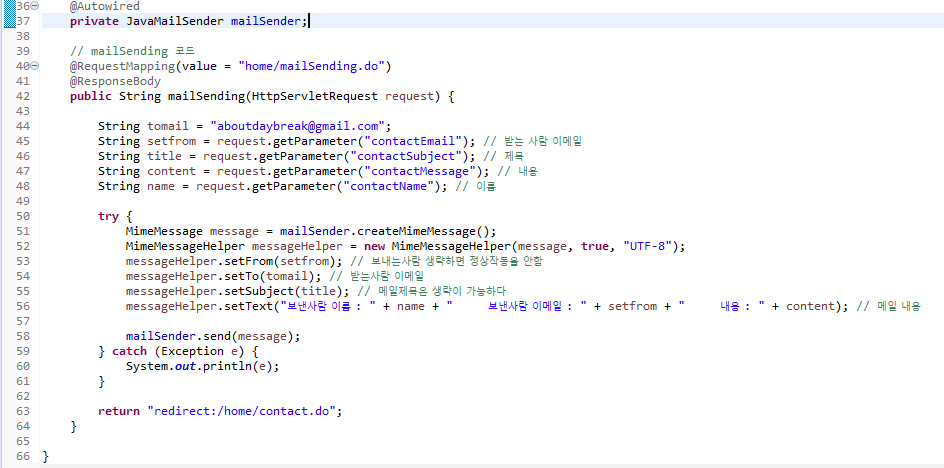 36 @Autowired
37 private JavaMailSender mailSender;
38
39 // mailSending 코드
40 @RequestMapping(value = "home/mailSending.do")
41 @ResponseBody
42 public String mailSending(HttpServletRequest request) {
43
44 String tomail = "aboutdaybreak@gmail.com";
45 String setfrom = request.getParameter("contactEmail"); // 받는 사람 이메일
46 String title = request.getParameter("contactSubject"); // 제목
47 String content = request.getParameter("contactMessage"); // 내용
48 String name = request.getParameter("contactName"); // 이름
49
50 try {
51 MimeMessage message = mailSender.createMimeMessage();
52 MimeMessageHelper messageHelper = new MimeMessageHelper(message, true, "UTF-8");
53 messageHelper.setFrom(setfrom); // 보내는사람 생략하면 정상작동을 안함
54 messageHelper.setTo(tomail); // 받는사람 이메일
55 messageHelper.setSubject(title); // 메일제목은 생략이 가능하다
56 messageHelper.setText("보낸사람 이름 : " + name + "     보낸사람 이메일 : " + setfrom + "     내용 : " + content); // 메일 내용
57
58 mailSender.send(message);
59 } catch (Exception e) {
60 System.out.println(e);
61 }
62
63 return "redirect:/home/contact.do";
64 }
65
66 }